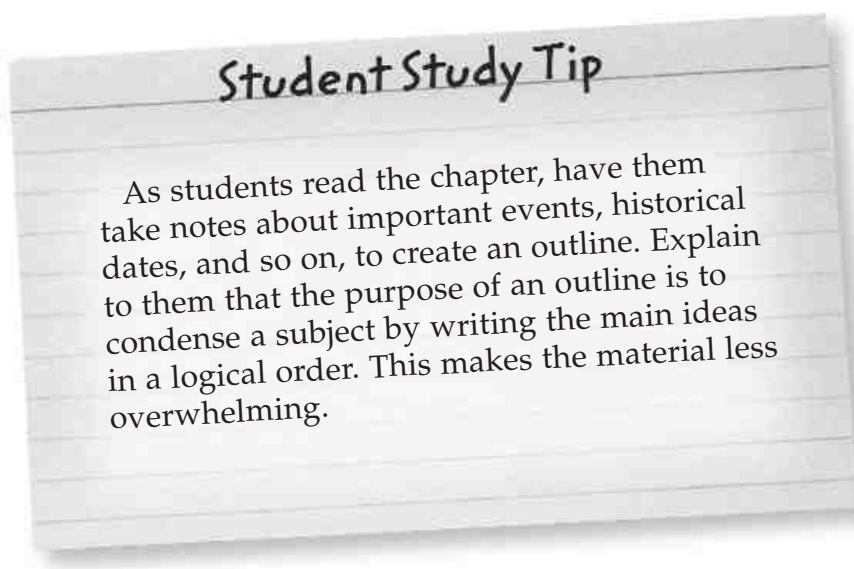 Student Study Tip
As students read the chapter, have them
take notes about important events, historical
dates, and so on, to create an outline. Explain
to them that the purpose of an outline is to
condense a subject by writing the main ideas
in a logical order. This makes the material less
overwhelming.